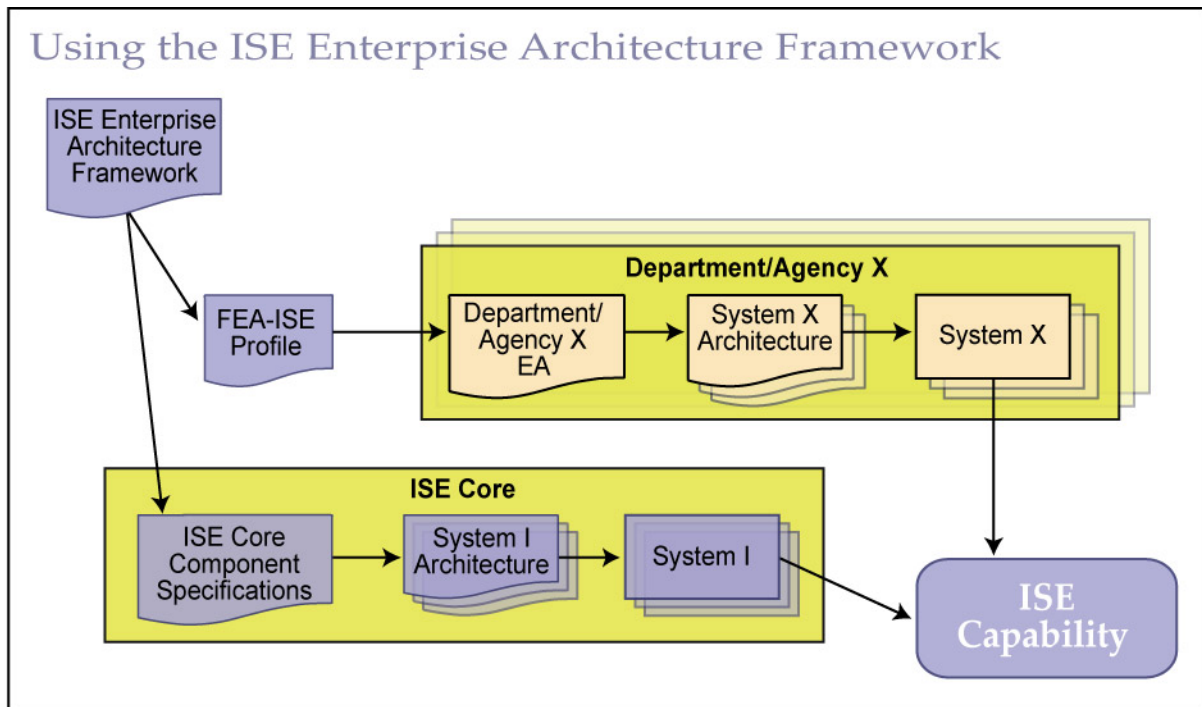 Using the ISE Enterprise Architecture Framework
ISE Enterprise
Architecture
Framework
FEA-ISE
Profile
Department/Agency X
Department/
Agency X
EA
System X
Architecture
System X
ISE Core
ISE Core
Component
Specifications
System I
Architecture
System I
ISE
Capability